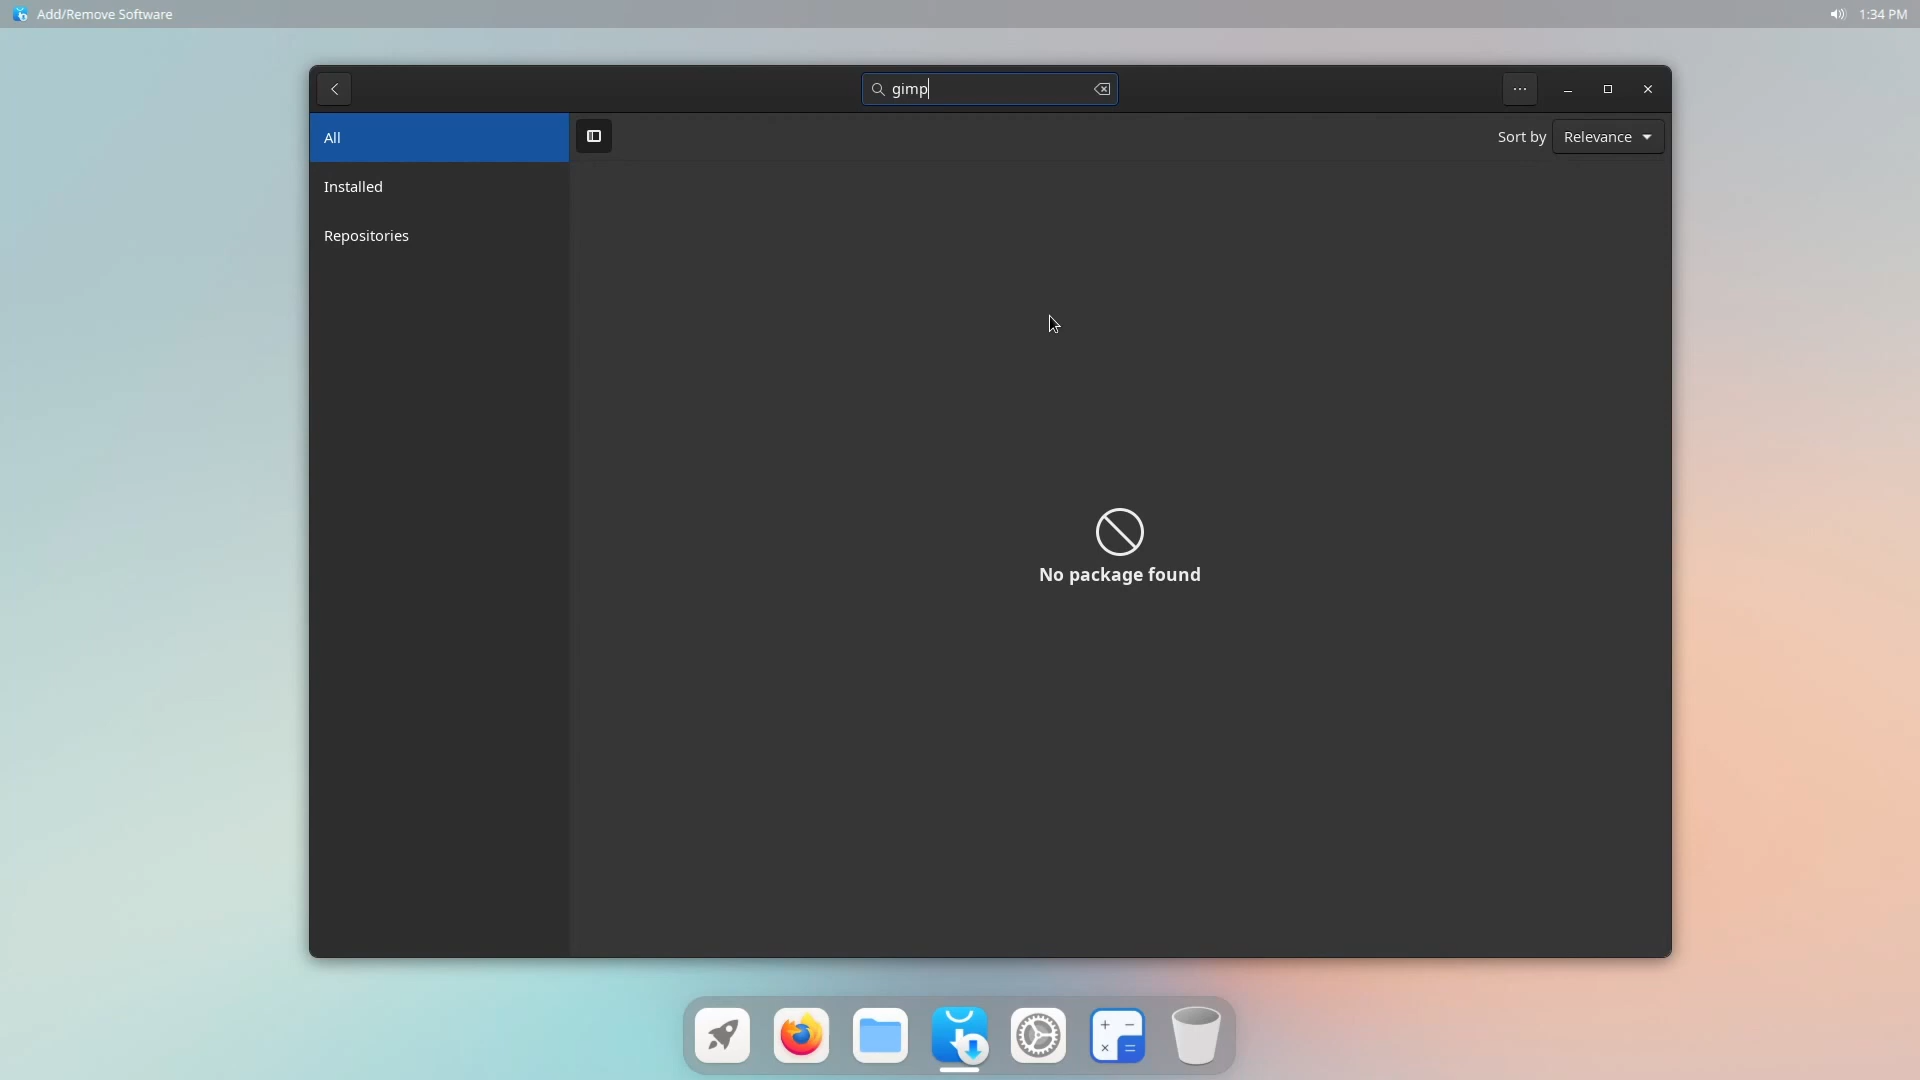 Add/Remove Software
1:34 PM
gimp
All
Sort by Relevance
Installed
Repositories
No package found